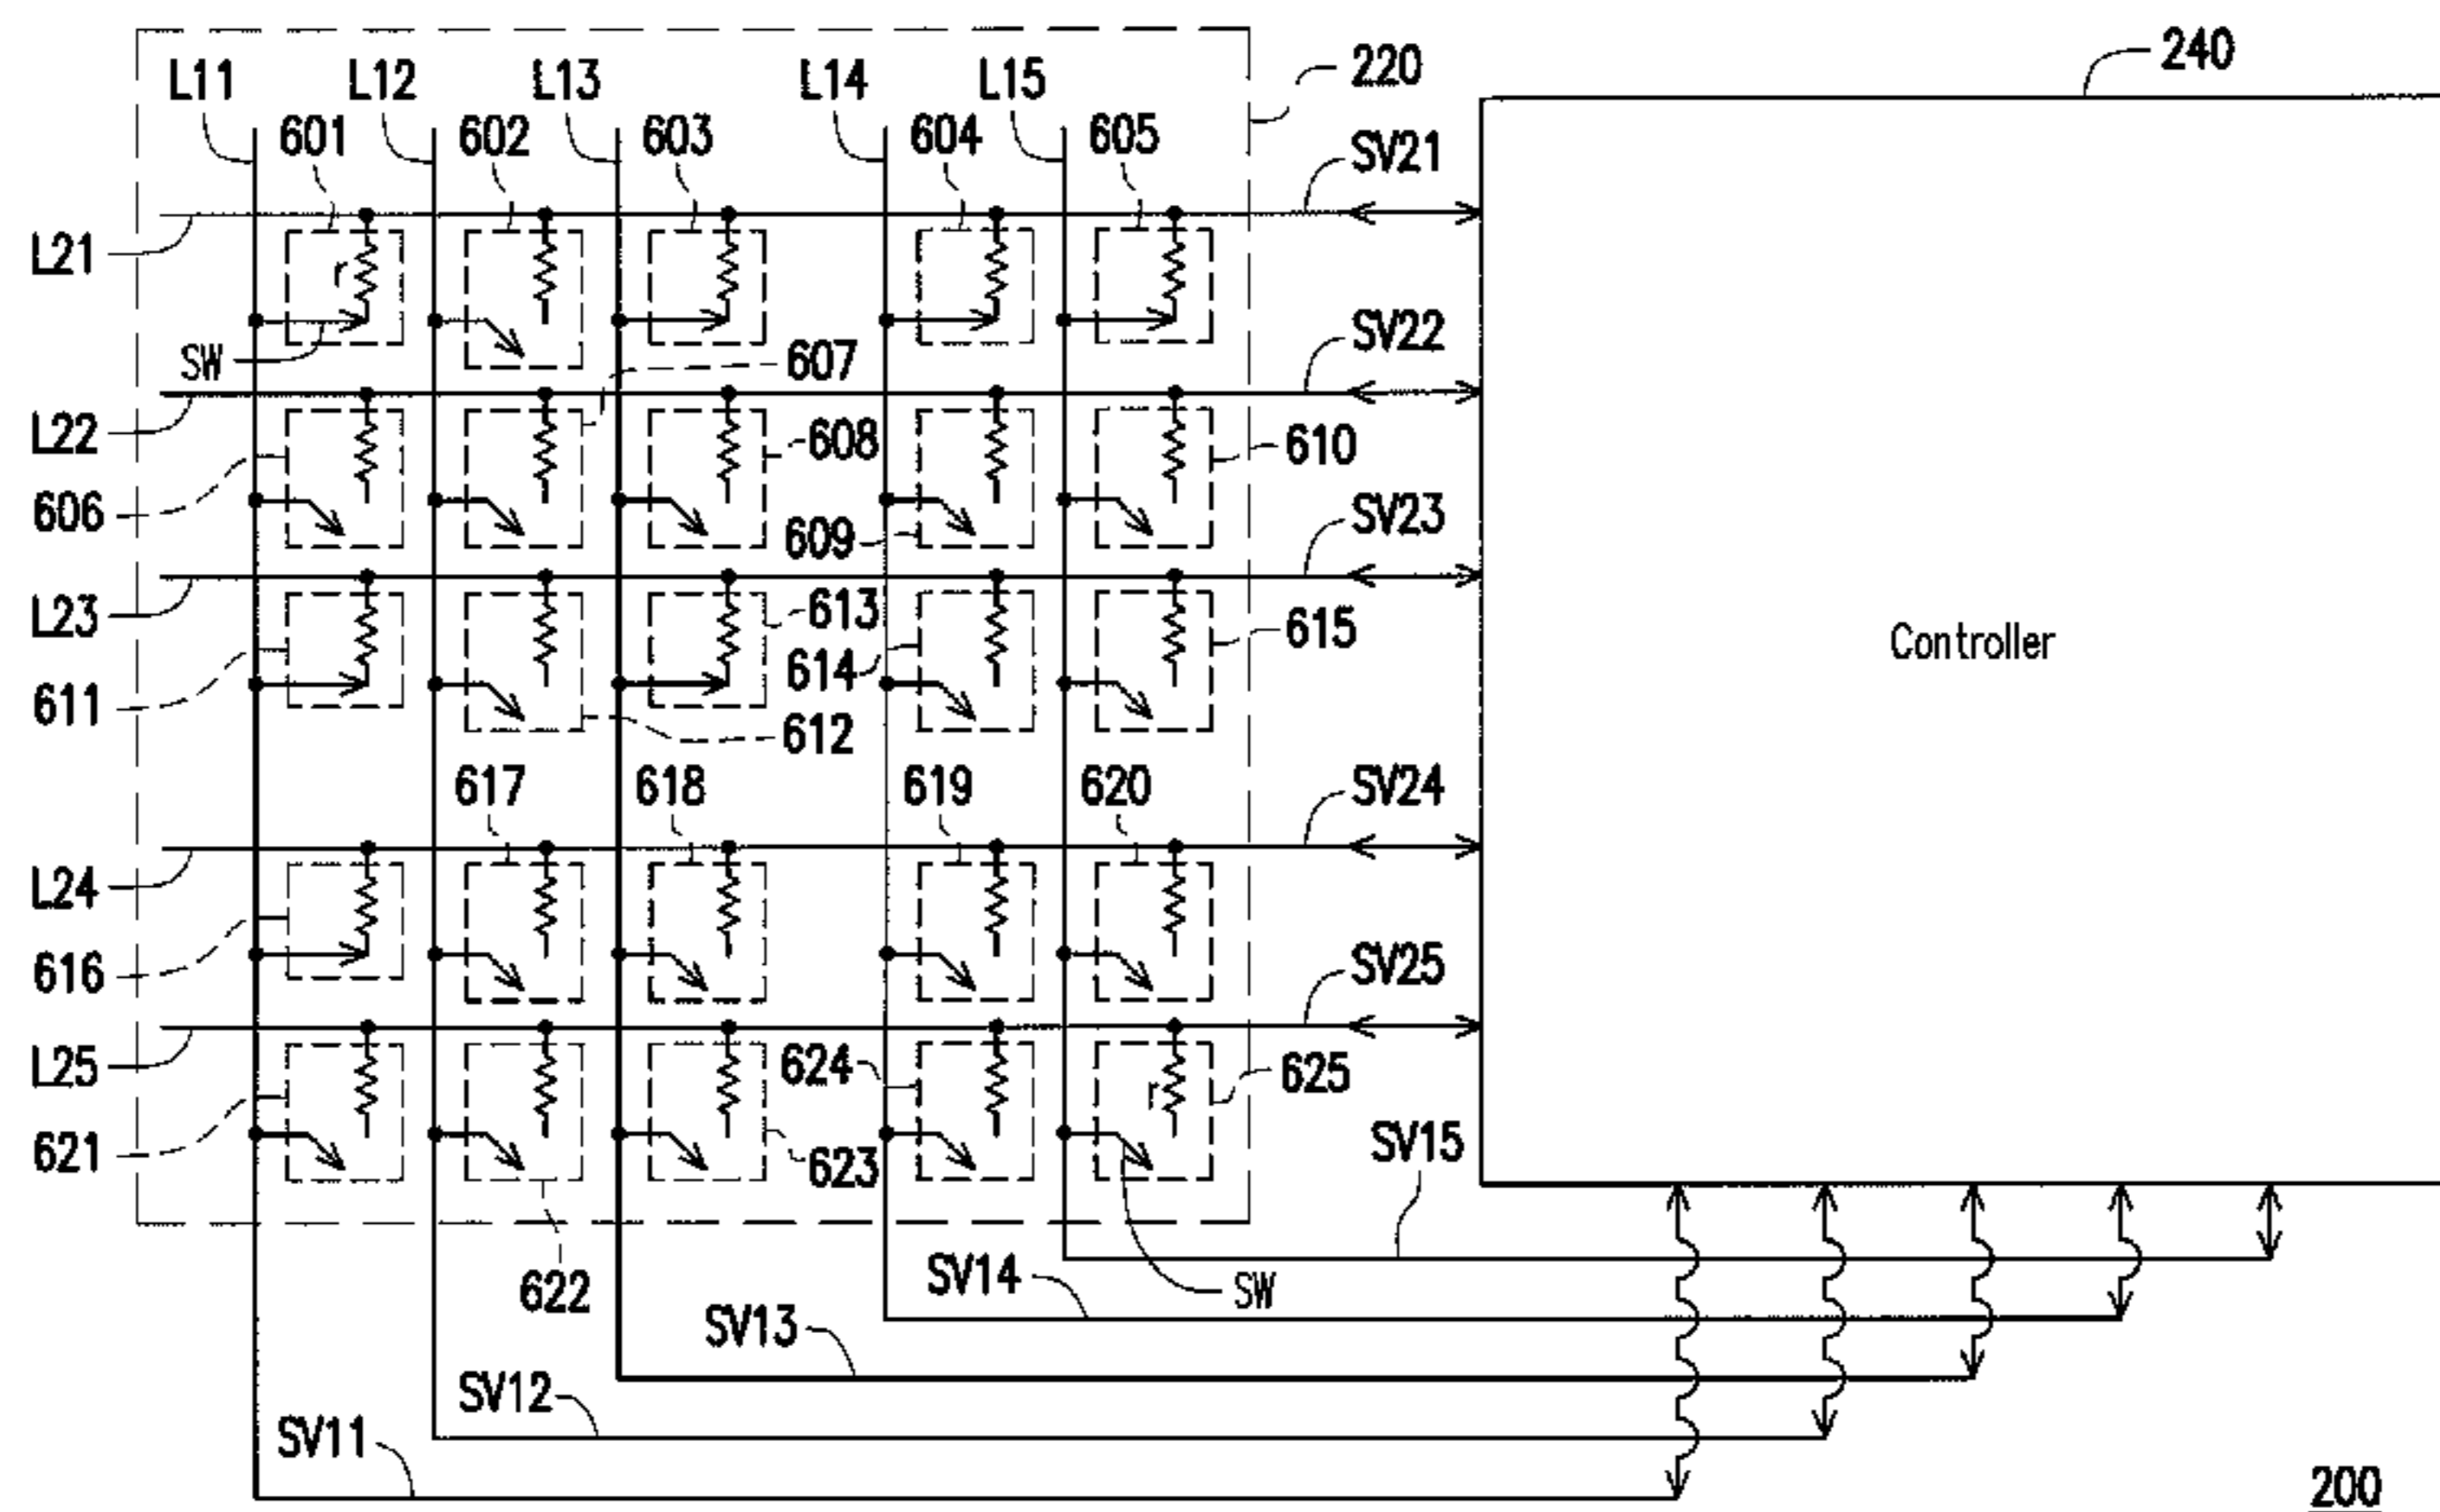 L11 L12 L13 L14 L15 220 240
601 602 603 604 605 SV21
L21
SW 607 SV22
L22 608 610
606 609 SV23
L23 613 615
614 Controller
611 612
617 618 619 620 SV24
L24
616 SV25
L25 624 625
621 623 SV15
622 SV14 SW
SV13
SV12
SV11
200